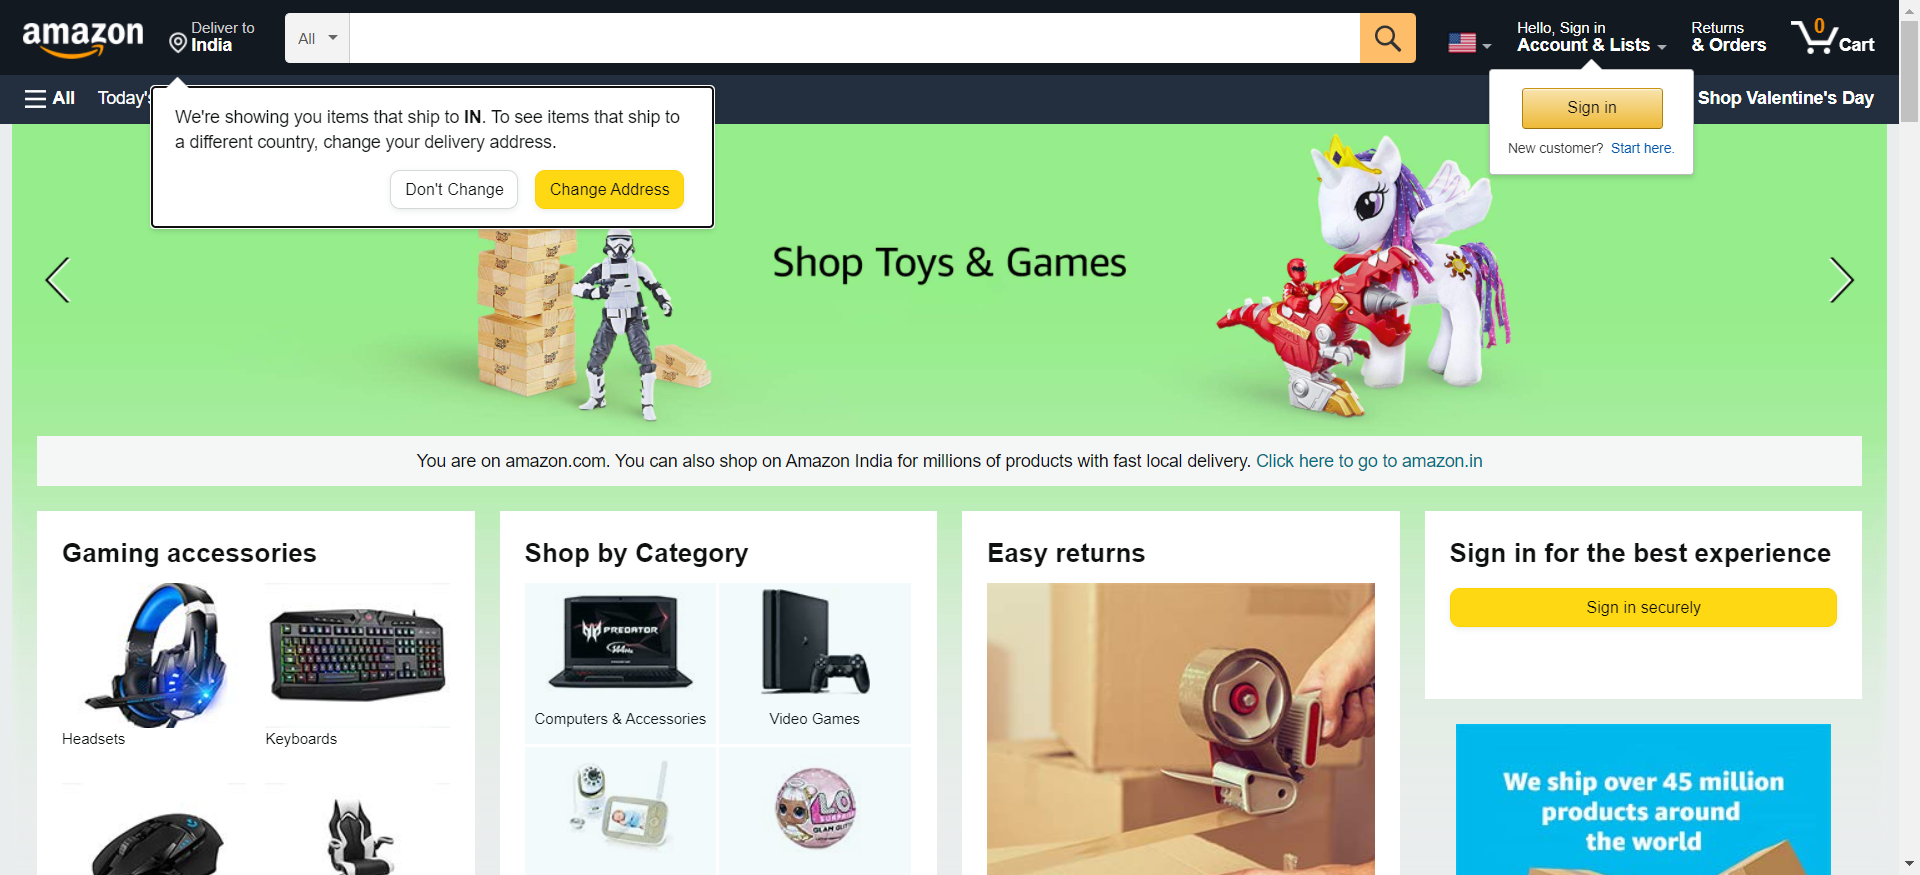 amazon
Deliver to
India
All
Hello, Sign in
Account & Lists
Returns
& Orders
0
Cart
All
Today's
Shop Valentine's Day
We're showing you items that ship to IN. To see items that ship to
a different country, change your delivery address.
Don't Change
Change Address
Sign in
New customer? Start here.
Shop Toys & Games
You are on amazon.com. You can also shop on Amazon India for millions of products with fast local delivery. Click here to go to amazon.in
Gaming accessories
Headsets
Keyboards
Shop by Category
PREDATOR
144Hz
Computers & Accessories
Video Games
L.O.L.
SURPRISE
GLAM GLITTER
Easy returns
Sign in for the best experience
Sign in securely
We ship over 45 million
products around
the world